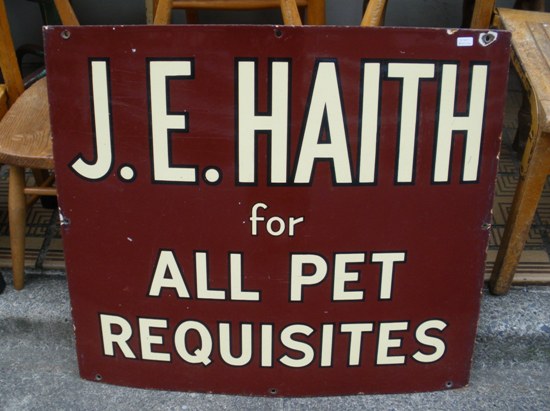 J.E. HAITH
for
ALL PET
REQUISITES